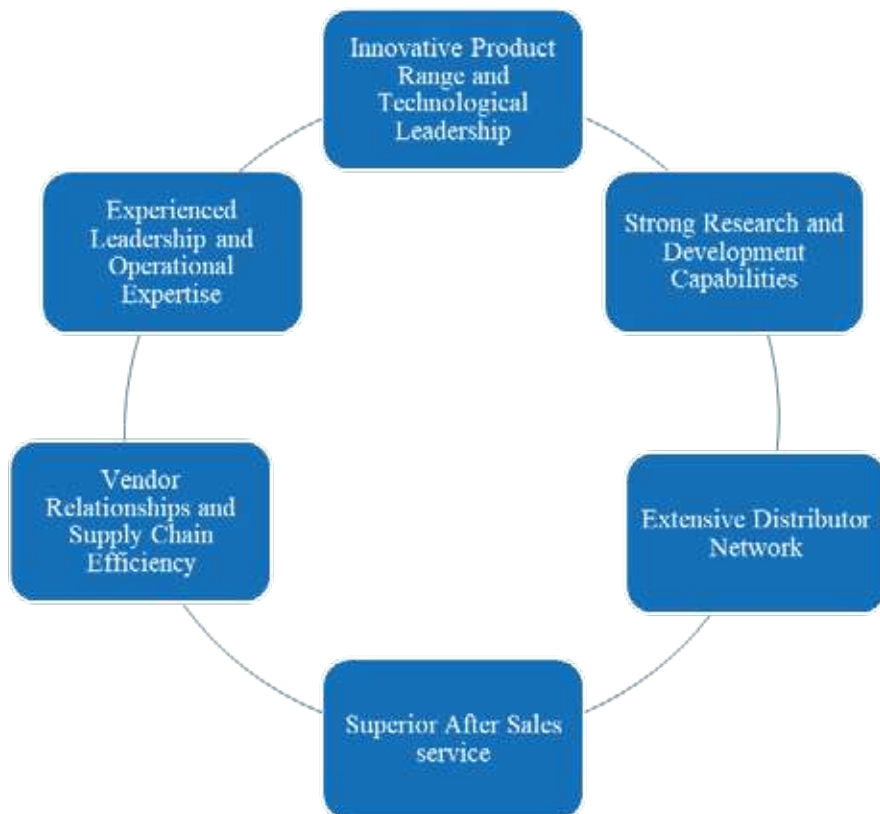 Innovative Product
Range and
Technological
Leadership
Strong Research and
Development
Capabilities
Extensive Distributor
Network
Superior After Sales
service
Vendor
Relationships and
Supply Chain
Efficiency
Experienced
Leadership and
Operational
Expertise